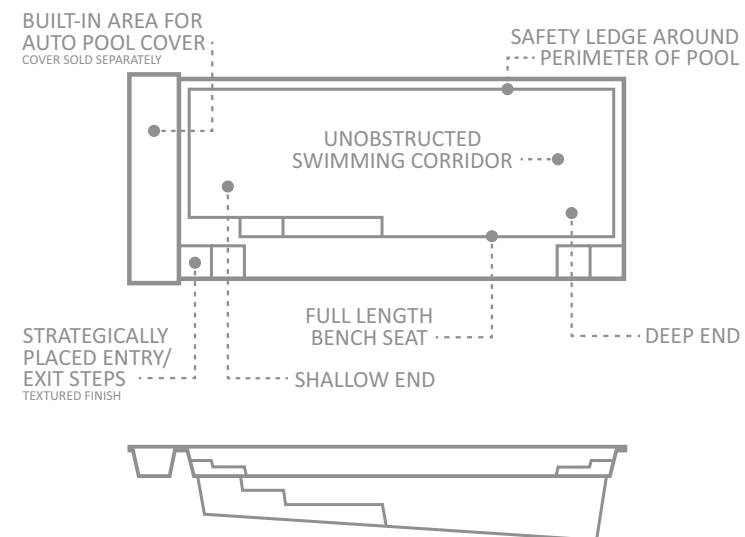 BUILT-IN AREA FOR
AUTO POOL COVER
COVER SOLD SEPARATELY
SAFETY LEDGE AROUND
PERIMETER OF POOL
UNOBSTRUCTED
SWIMMING CORRIDOR
FULL LENGTH
BENCH SEAT
DEEP END
STRATEGICALLY
PLACED ENTRY/
EXIT STEPS
TEXTURED FINISH
SHALLOW END